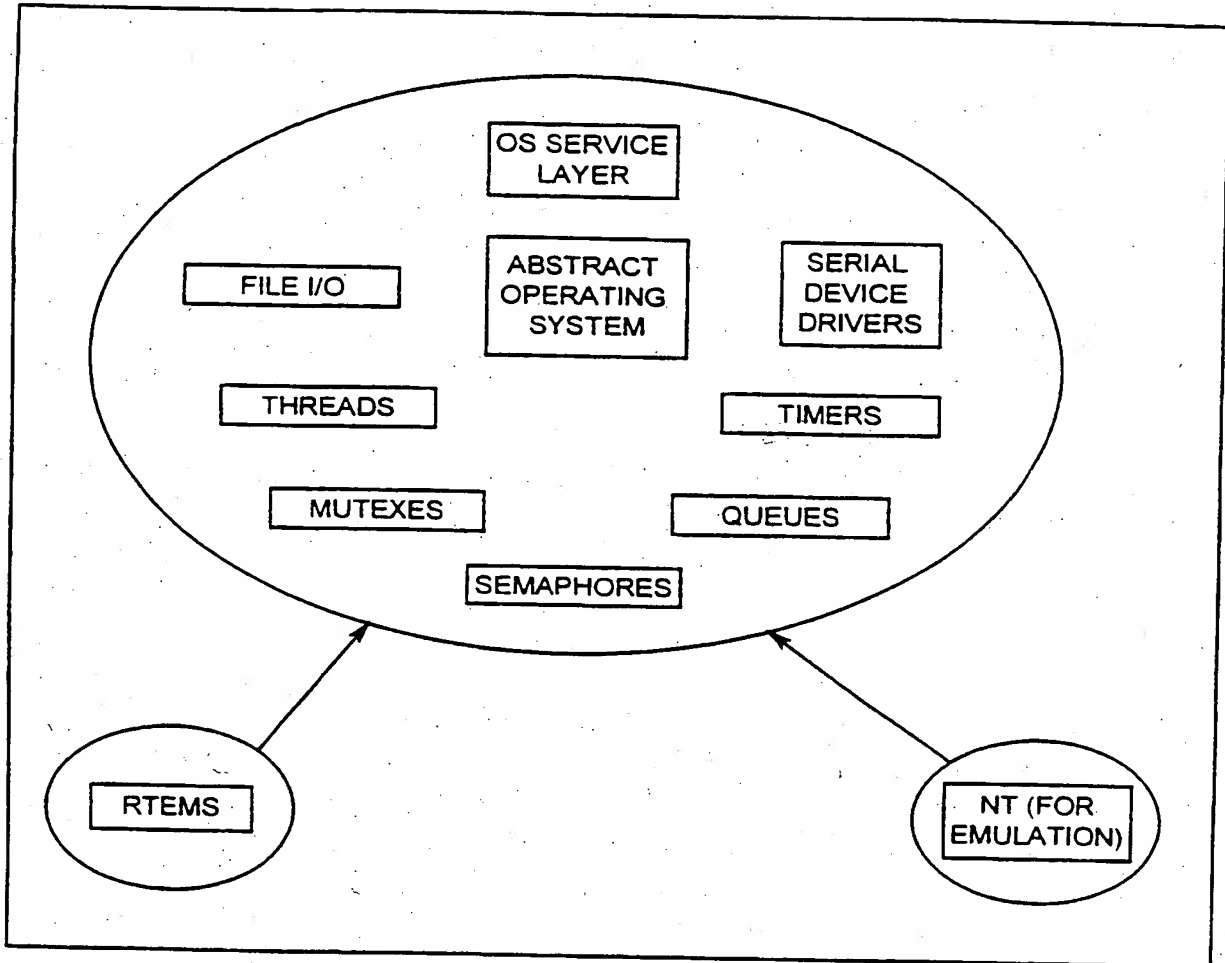 OS SERVICE
LAYER
FILE I/O
ABSTRACT
OPERATING
SYSTEM
SERIAL
DEVICE
DRIVERS
THREADS
TIMERS
MUTEXES
QUEUES
SEMAPHORES
RTEMS
NT (FOR
EMULATION)